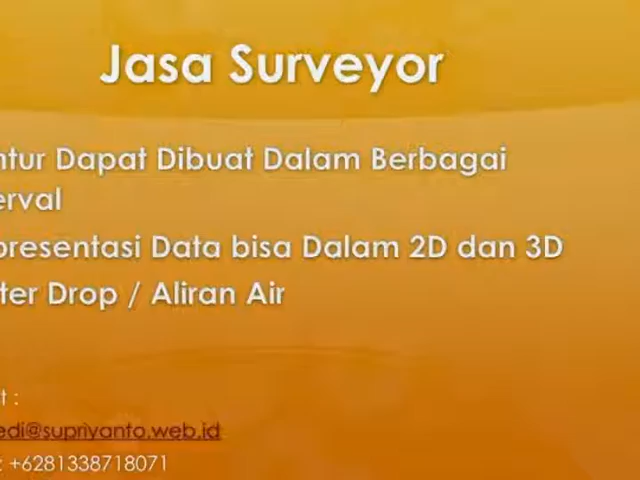 Jasa Surveyor
ntur Dapat Dibuat Dalam Berbagai
erval
presentasi Data bisa Dalam 2D dan 3D
ter Drop / Aliran Air
t :
edi@supriyanto.web.id
: +6281338718071